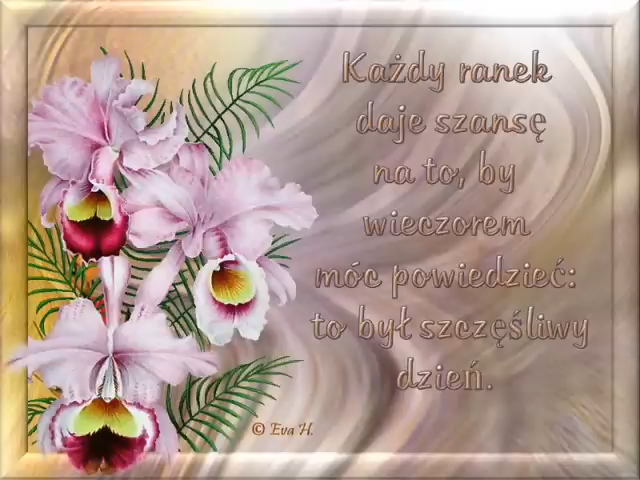 Każdy ranek
daje szansę
na to, by
wieczorem
móc powiedzieć:
to był szczęśliwy
dzień.
© Eva H.